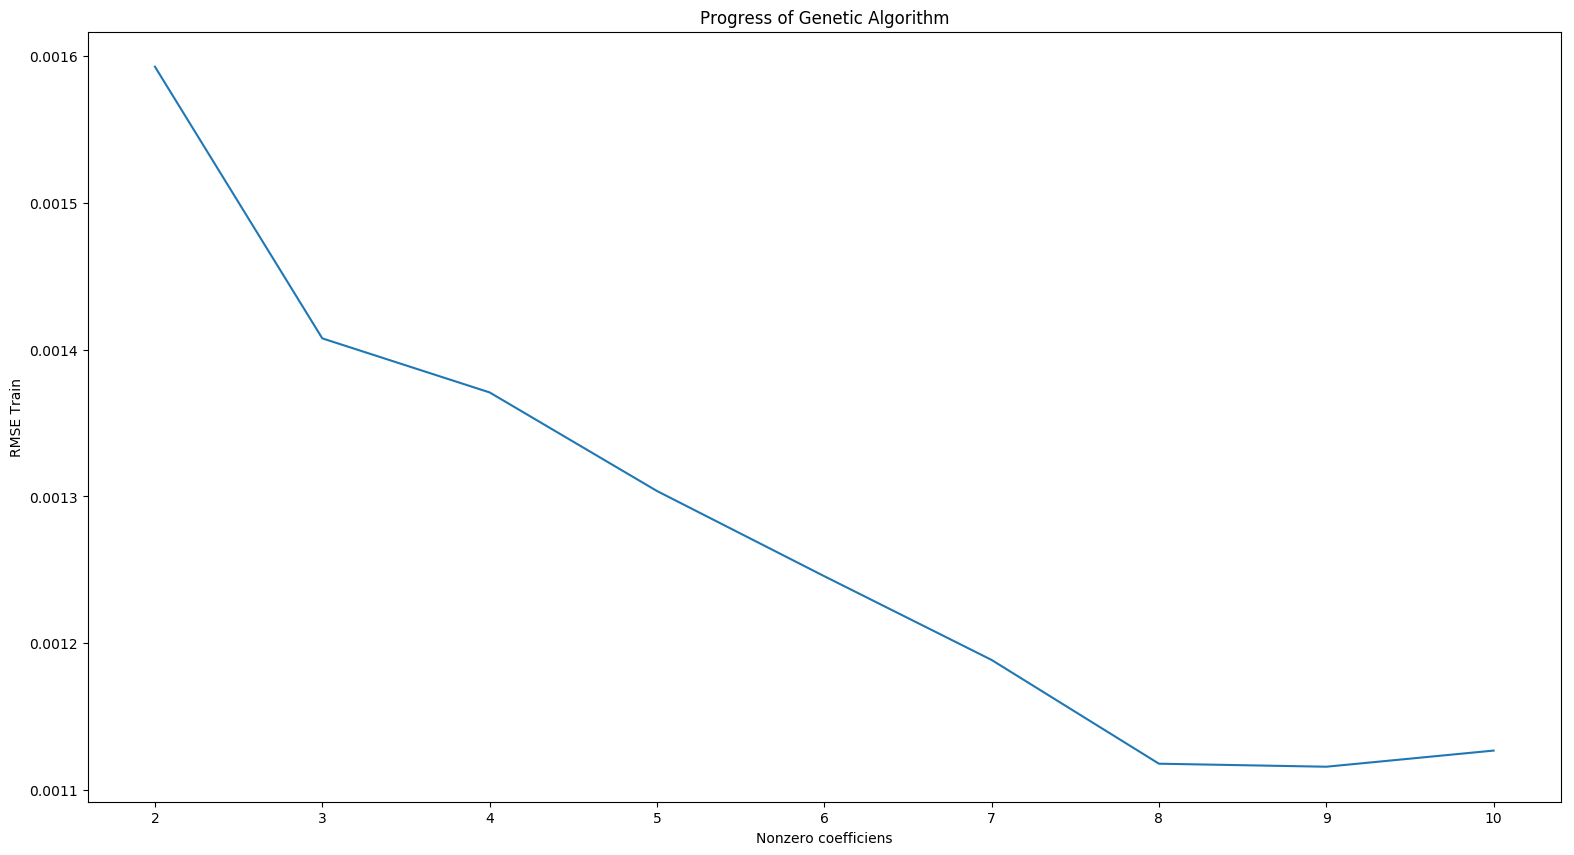 Progress of Genetic Algorithm
0.0016
0.0015
0.0014
0.0013
0.0012
0.0011
RMSE Train
2 3 4 5 6 7 8 9 10
Nonzero coefficiens